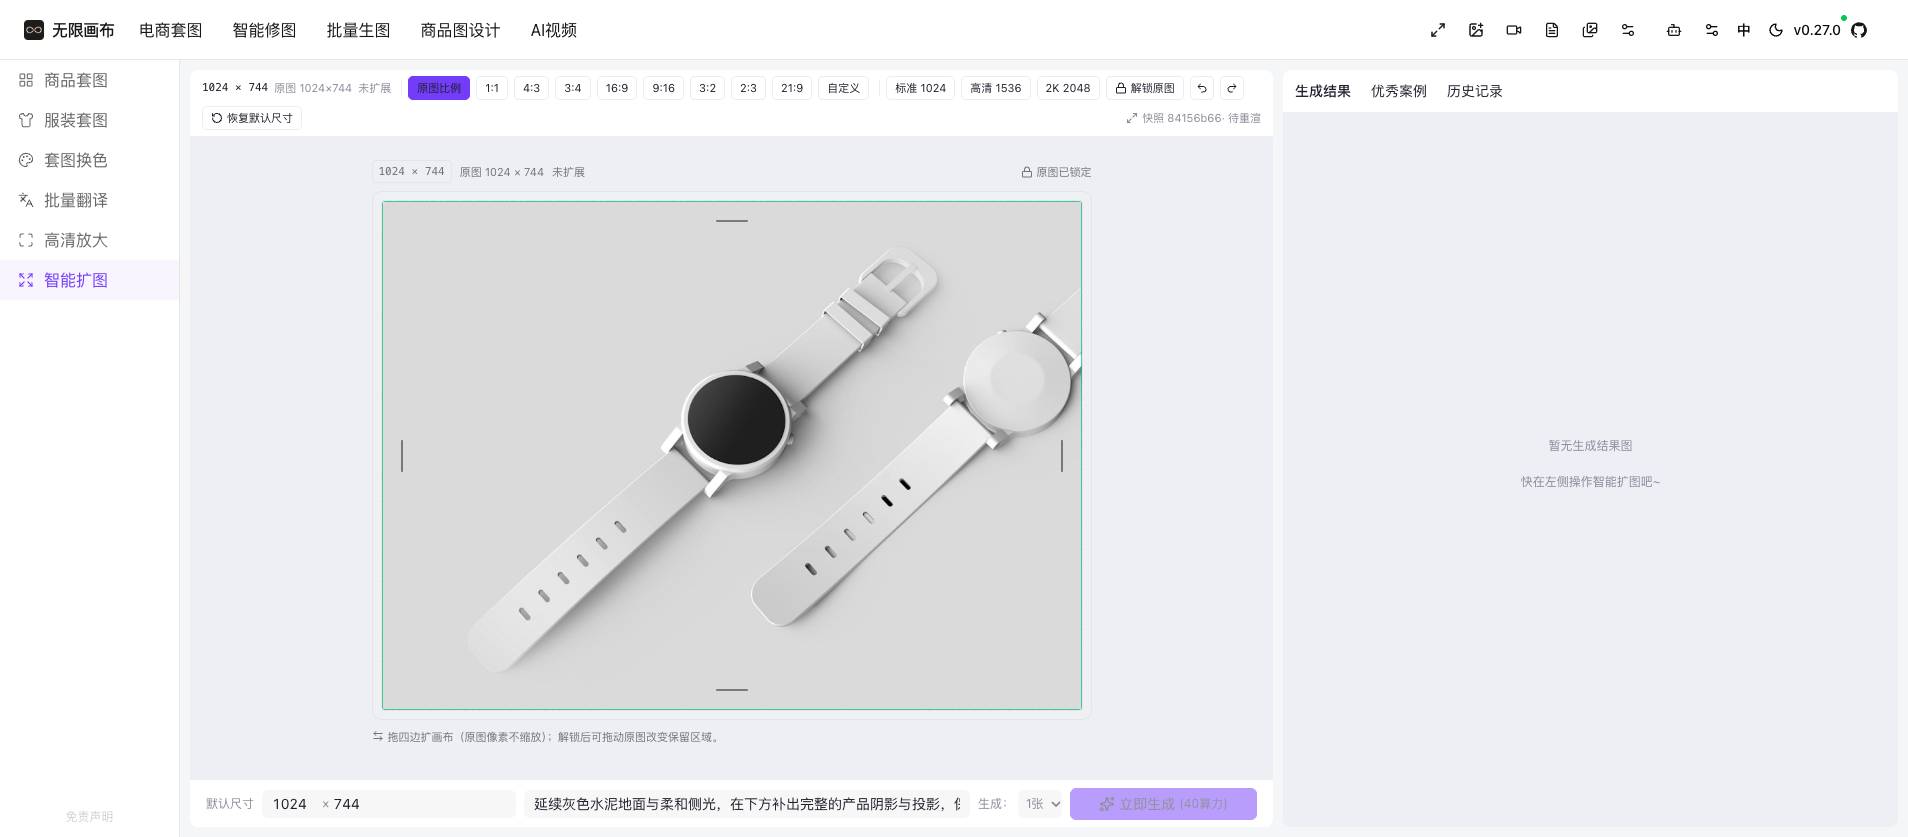 无限画布 电商套图 智能修图 批量生图 商品图设计 AI视频 中 v0.27.0
商品套图
服装套图
套图换色
批量翻译
高清放大
智能扩图
免责声明
1024 × 744 原图 1024×744 未扩展 原图比例 1:1 4:3 3:4 16:9 9:16 3:2 2:3 21:9 自定义 标准 1024 高清 1536 2K 2048 解锁原图
恢复默认尺寸 快照 84156b66· 待重渲
1024 × 744 原图 1024 × 744 未扩展 原图已锁定
拖四边扩画布（原图像素不缩放）；解锁后可拖动原图改变保留区域。
默认尺寸 1024 × 744 延续灰色水泥地面与柔和侧光，在下方补出完整的产品阴影与投影， 生成： 1张 立即生成 (40算力)
生成结果 优秀案例 历史记录
暂无生成结果图
快在左侧操作智能扩图吧~